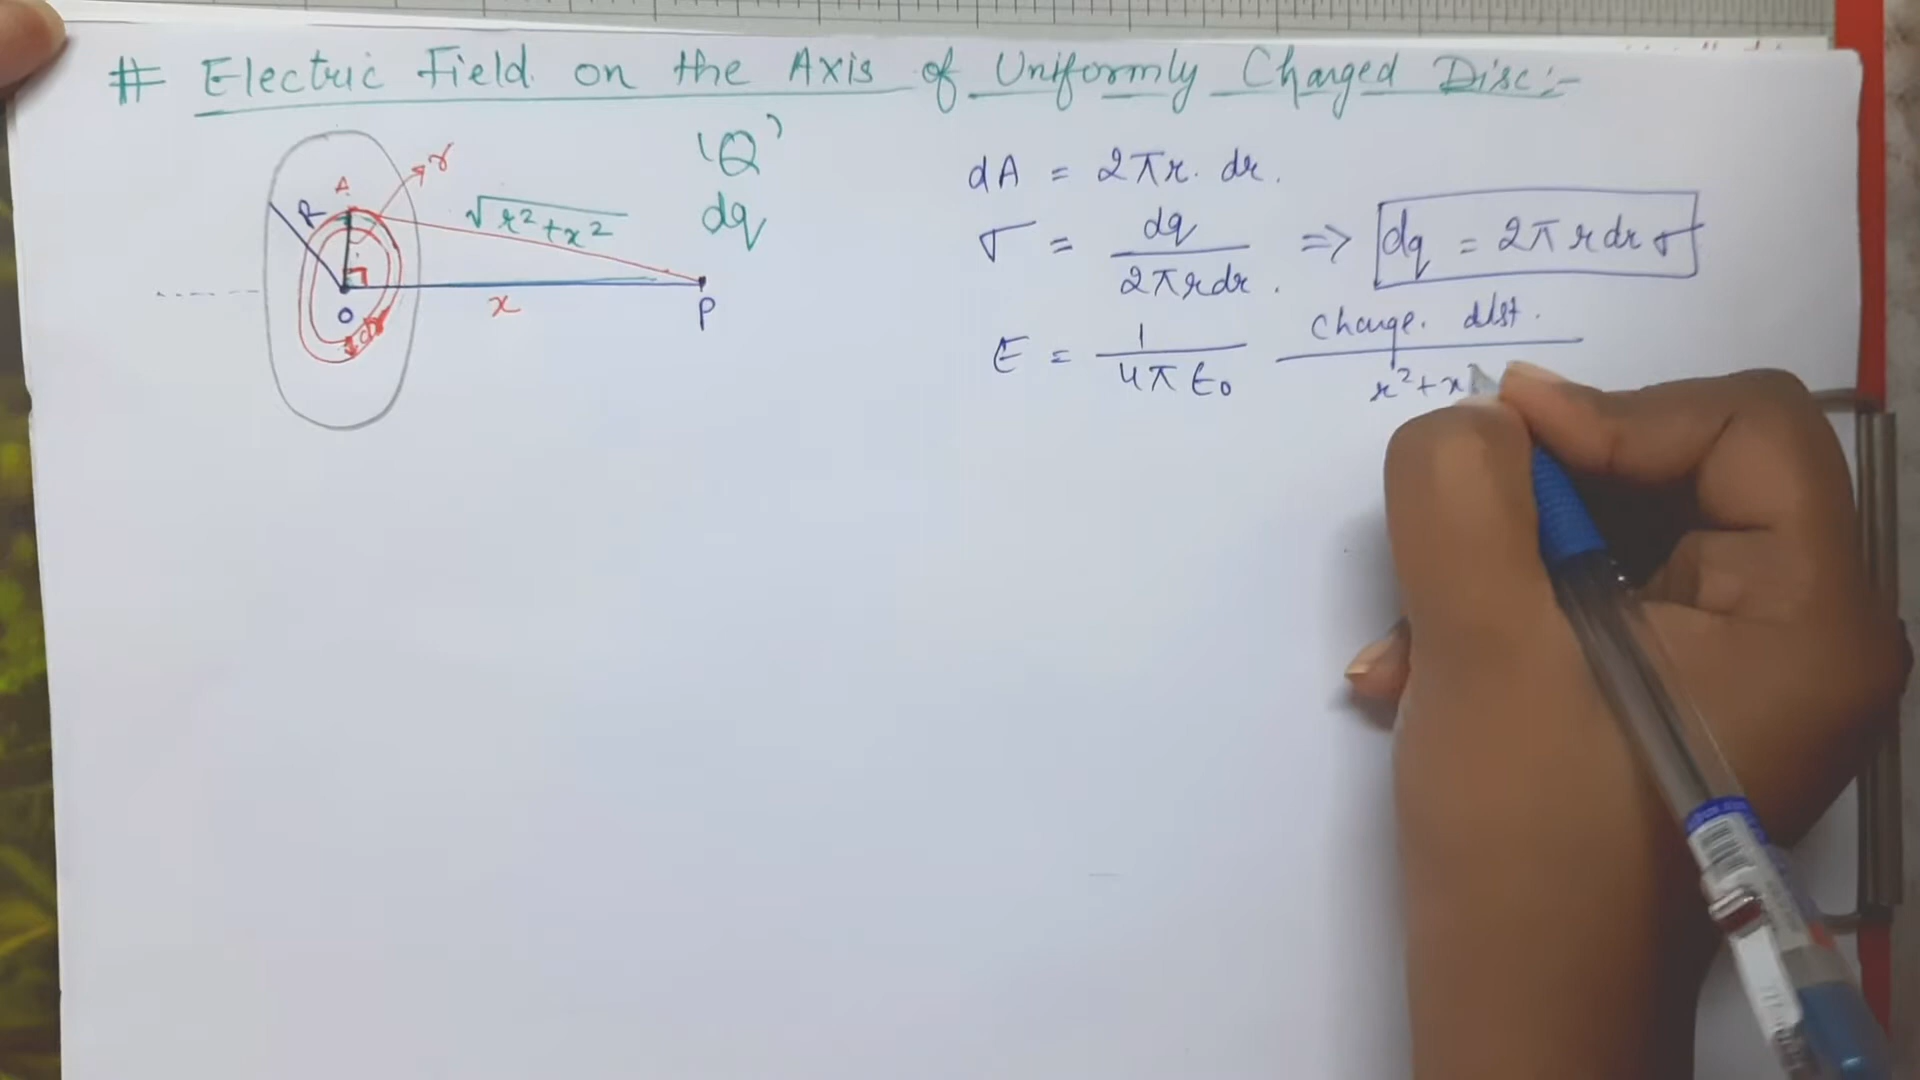 # Electric Field on the Axis of Uniformly Charged Disc:-
'Q'
dq
A
r
R
√r²+x²
O
dr
x
P
dA = 2πr. dr.
σ = dq / 2πrdr. => dq = 2πrdrσ
E = 1 / 4πε₀ Charge. dist. / r²+x²